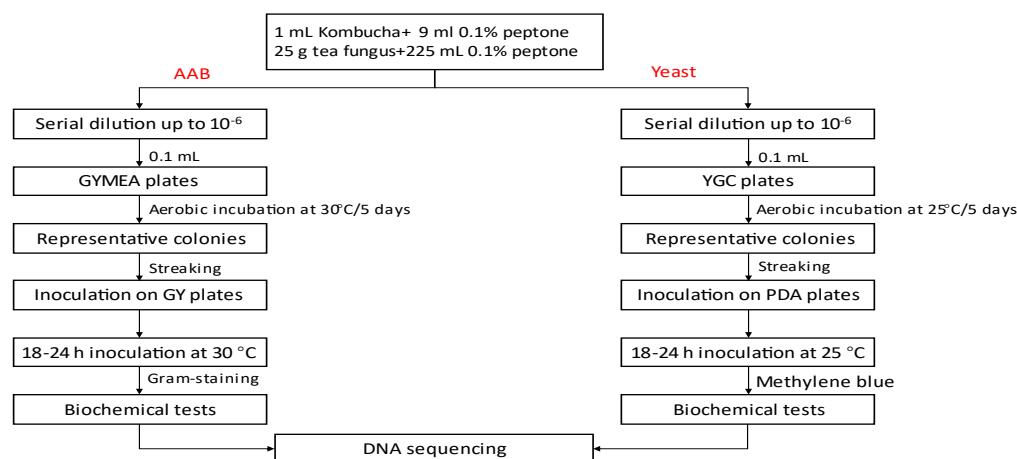 1 mL Kombucha+ 9 ml 0.1% peptone
25 g tea fungus+225 mL 0.1% peptone
AAB
Yeast
Serial dilution up to 10⁻⁶
Serial dilution up to 10⁻⁶
0.1 mL
0.1 mL
GYMEA plates
YGC plates
Aerobic incubation at 30°C/5 days
Aerobic incubation at 25°C/5 days
Representative colonies
Representative colonies
Streaking
Streaking
Inoculation on GY plates
Inoculation on PDA plates
18-24 h inoculation at 30 °C
18-24 h inoculation at 25 °C
Gram-staining
Methylene blue
Biochemical tests
Biochemical tests
DNA sequencing